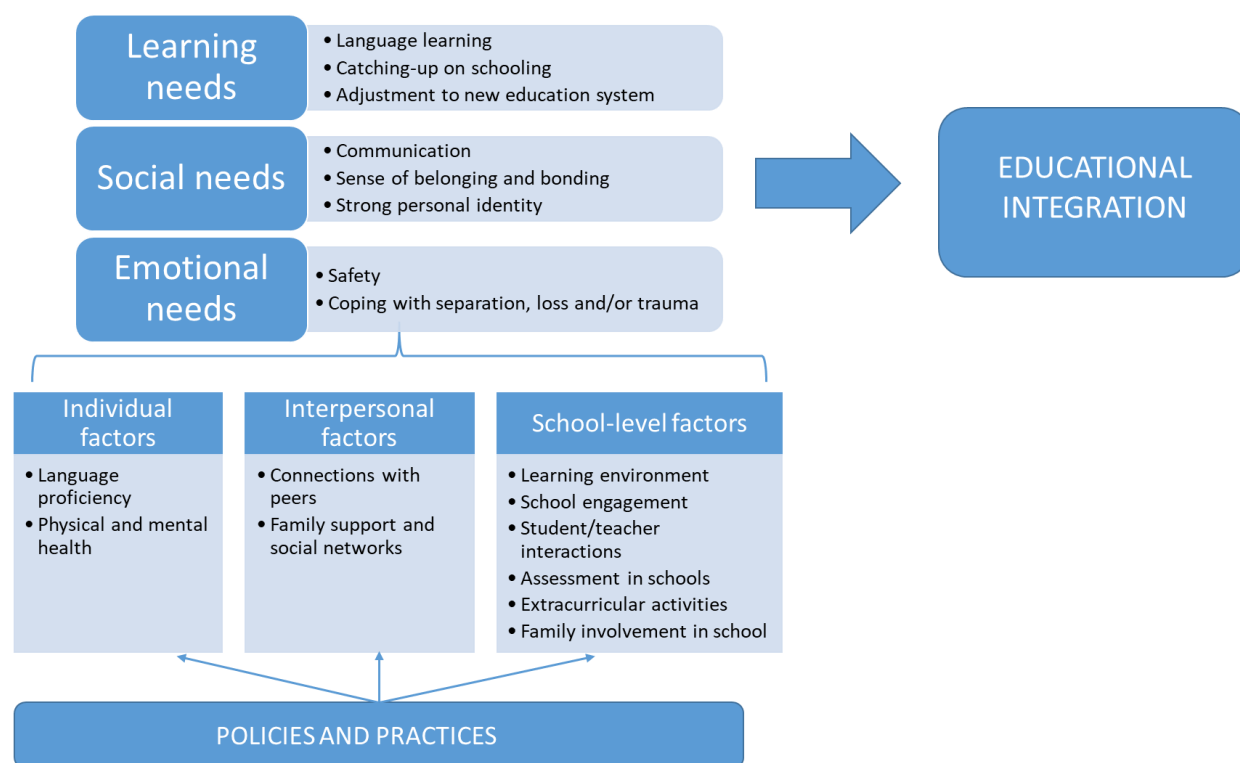 Learning
needs
• Language learning
• Catching-up on schooling
• Adjustment to new education system
Social needs
• Communication
• Sense of belonging and bonding
• Strong personal identity
Emotional
needs
• Safety
• Coping with separation, loss and/or trauma
EDUCATIONAL
INTEGRATION
Individual
factors
• Language
proficiency
• Physical and mental
health
Interpersonal
factors
• Connections with
peers
• Family support and
social networks
School-level factors
• Learning environment
• School engagement
• Student/teacher
interactions
• Assessment in schools
• Extracurricular activities
• Family involvement in school
POLICIES AND PRACTICES